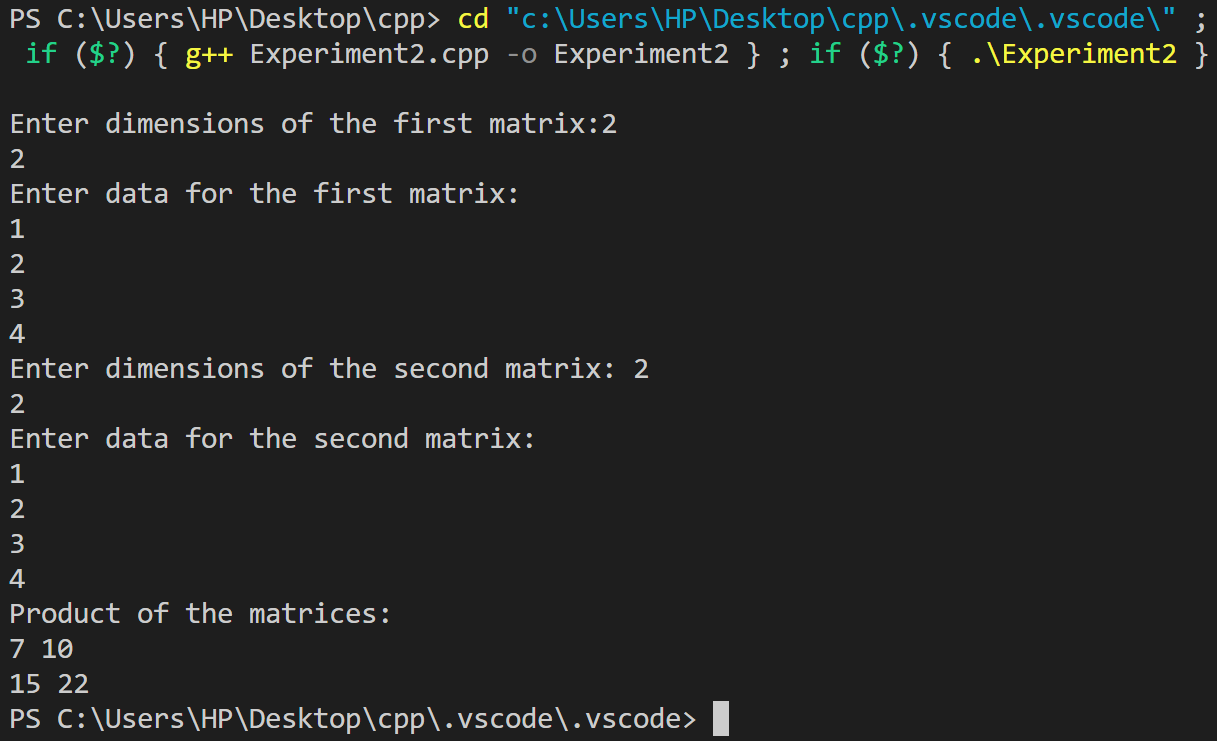 PS C:\Users\HP\Desktop\cpp> cd "c:\Users\HP\Desktop\cpp\.vscode\.vscode\" ;
if ($?) { g++ Experiment2.cpp -o Experiment2 } ; if ($?) { .\Experiment2 }
Enter dimensions of the first matrix:2
2
Enter data for the first matrix:
1
2
3
4
Enter dimensions of the second matrix: 2
2
Enter data for the second matrix:
1
2
3
4
Product of the matrices:
7 10
15 22
PS C:\Users\HP\Desktop\cpp\.vscode\.vscode>